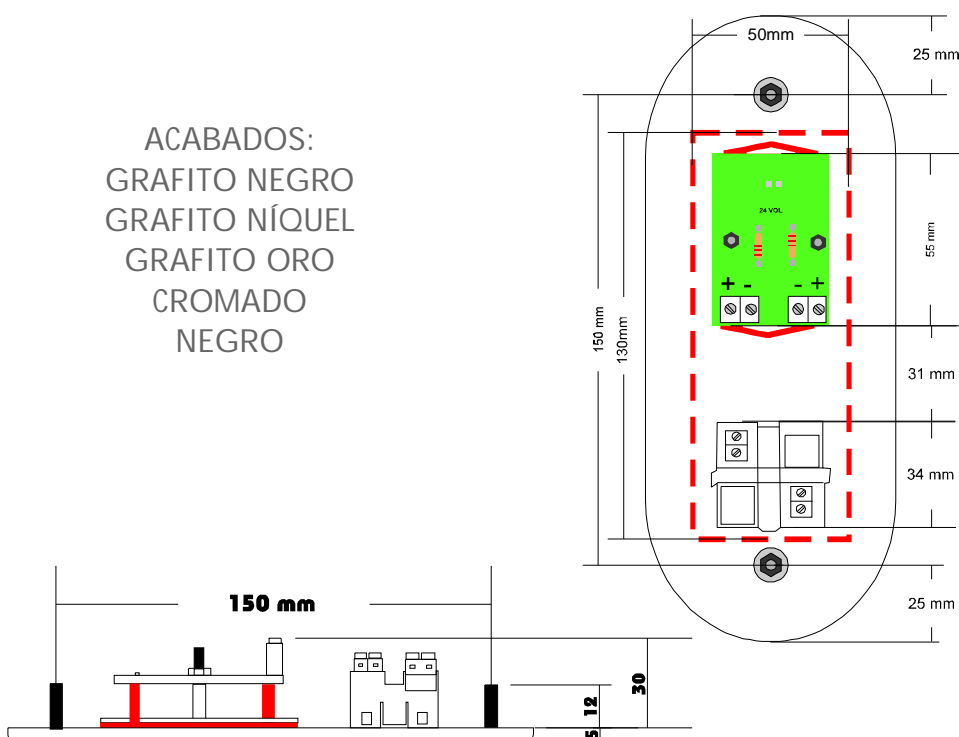 ACABADOS:
GRAFITO NEGRO
GRAFITO NÍQUEL
GRAFITO ORO
CROMADO
NEGRO
50mm
25 mm
24 VOL
+ - - +
55 mm
150 mm
130mm
31 mm
34 mm
25 mm
150 mm
30
12
5